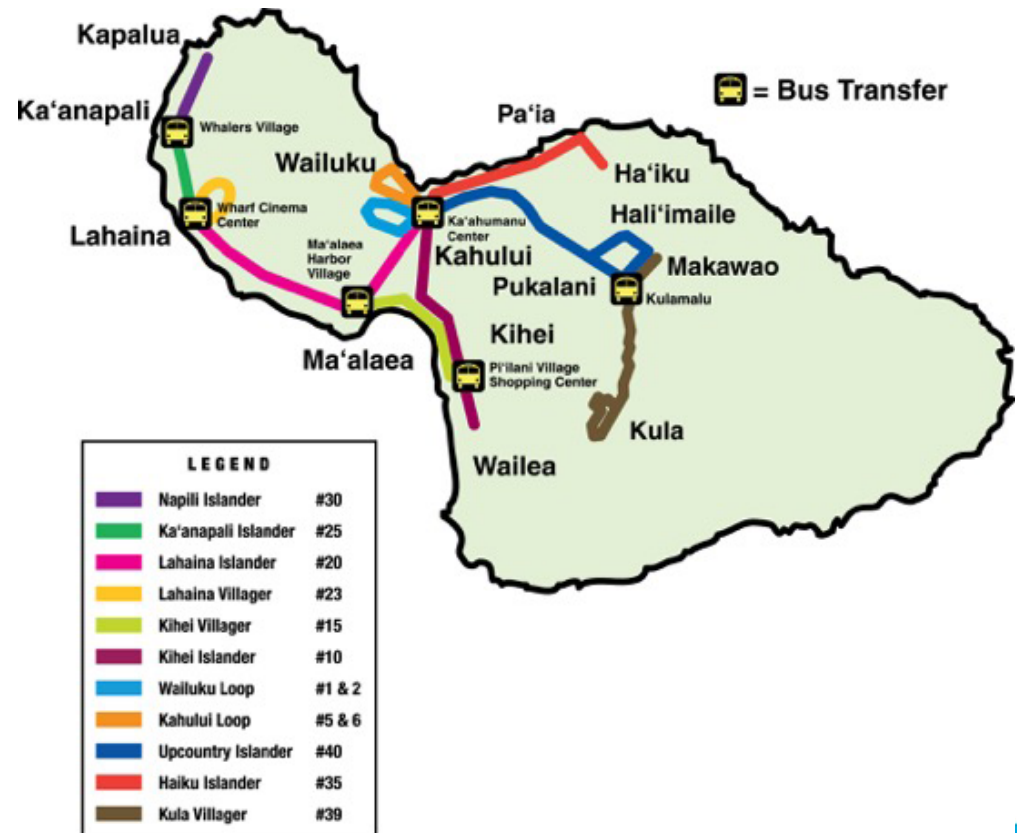 Kapalua
Ka‘anapali
Whalers Village
Wailuku
Wharf Cinema
Center
Lahaina
Ma‘alaea
Harbor
Village
Ma‘alaea
Pa‘ia
= Bus Transfer
Ha‘iku
Hali‘imaile
Ka‘ahumanu
Center
Kahului
Makawao
Pukalani
Kulamalu
Kihei
Pi‘ilani Village
Shopping Center
Kula
Wailea
LEGEND
Napili Islander #30
Ka‘anapali Islander #25
Lahaina Islander #20
Lahaina Villager #23
Kihei Villager #15
Kihei Islander #10
Wailuku Loop #1 & 2
Kahului Loop #5 & 6
Upcountry Islander #40
Haiku Islander #35
Kula Villager #39